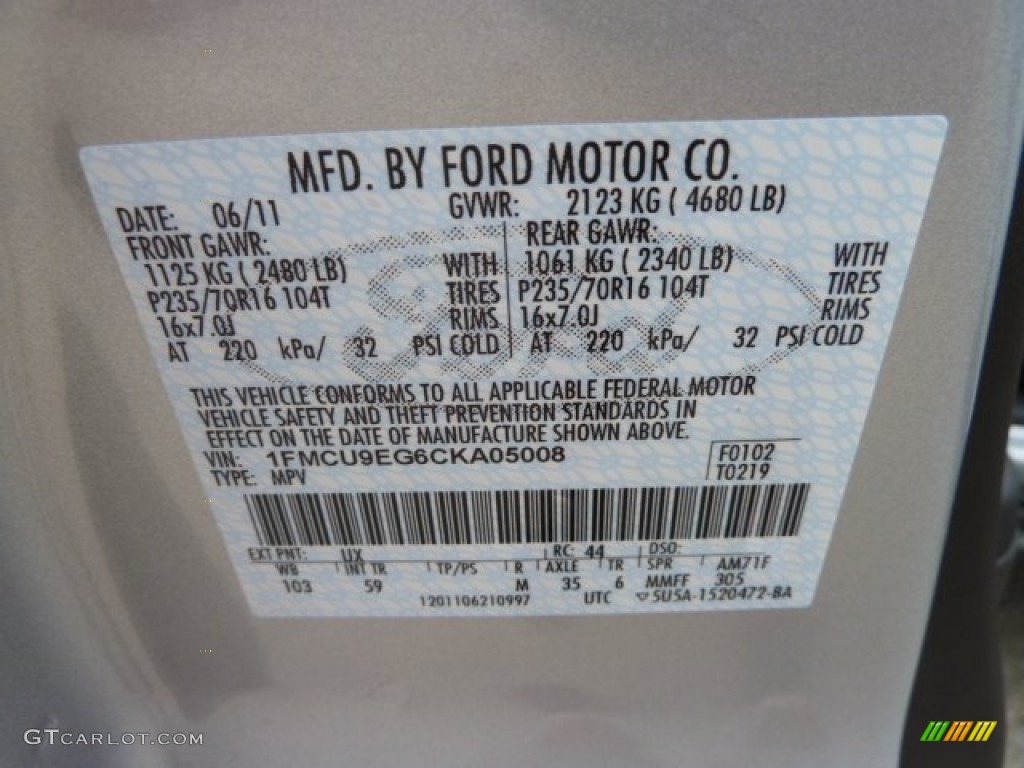 MFD. BY FORD MOTOR CO.
DATE: 06/11 GVWR: 2123 KG ( 4680 LB)
FRONT GAWR: REAR GAWR:
1125 KG ( 2480 LB) WITH 1061 KG ( 2340 LB) WITH
P235/70R16 104T TIRES P235/70R16 104T TIRES
16x7.0J RIMS 16x7.0J RIMS
AT 220 kPa/ 32 PSI COLD AT 220 kPa/ 32 PSI COLD
THIS VEHICLE CONFORMS TO ALL APPLICABLE FEDERAL MOTOR
VEHICLE SAFETY AND THEFT PREVENTION STANDARDS IN
EFFECT ON THE DATE OF MANUFACTURE SHOWN ABOVE.
VIN: 1FMCU9EG6CKA05008 F0102
TYPE: MPV T0219
EXT PNT: UX RC: 44 DSO:
WB INT TR TP/PS R AXLE TR SPR AM71F
103 59 M 35 6 MMFF 305
1201106210997 UTC ▽ 5U5A-1520472-BA
GTCARLOT.COM